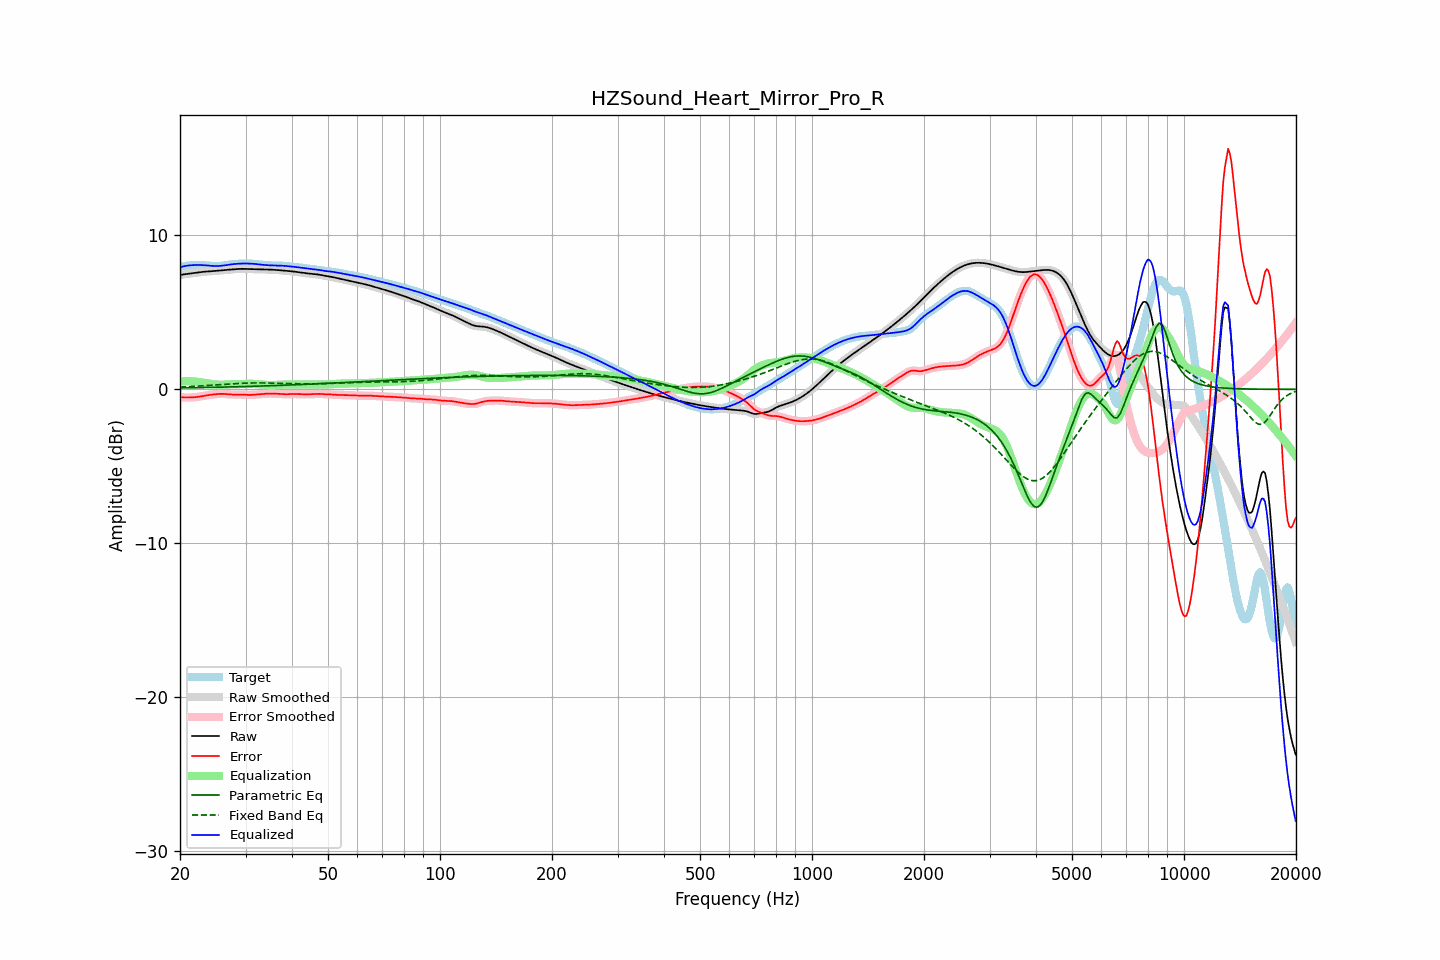 HZSound_Heart_Mirror_Pro_R
Amplitude (dBr)
10
0
−10
−20
−30
Target
Raw Smoothed
Error Smoothed
Raw
Error
Equalization
Parametric Eq
Fixed Band Eq
Equalized
20 50 100 200 500 1000 2000 5000 10000 20000
Frequency (Hz)